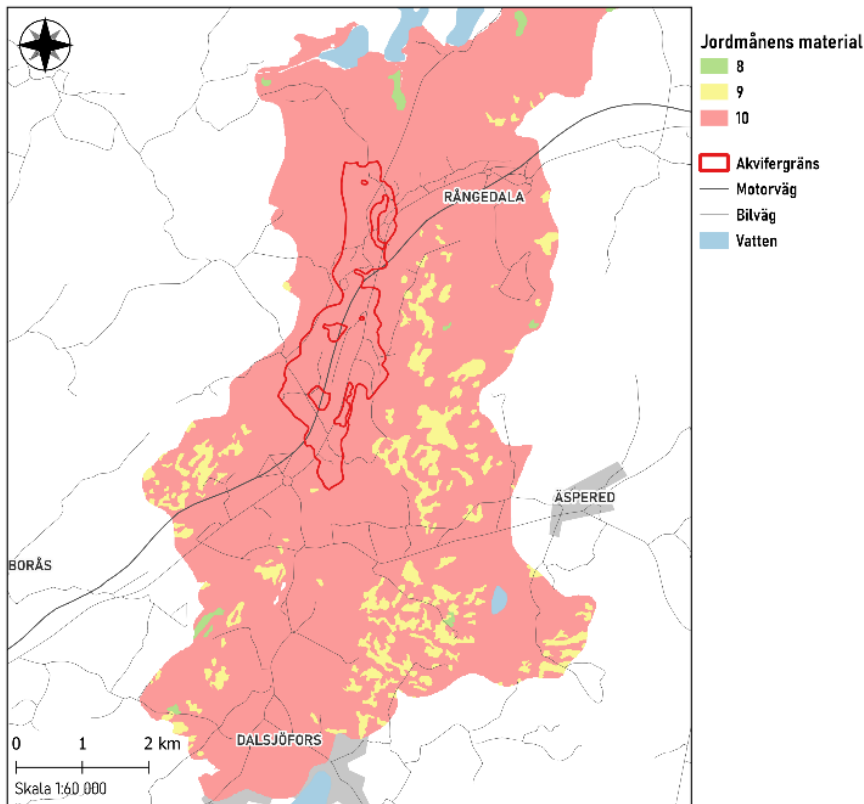 Jordmånens material
8
9
10
Akvifergräns
Motorväg
Bilväg
Vatten
RÅNGEDALA
ÄSPERED
BORÅS
DALSJÖFORS
0 1 2 km
Skala 1:60 000